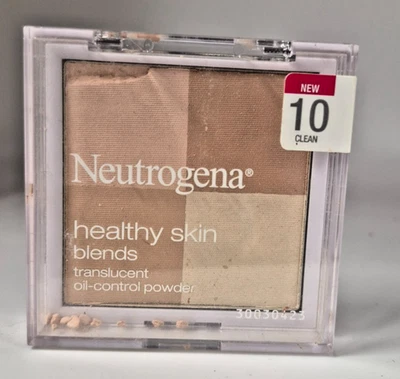 NEW
10
CLEAN
Neutrogena®
healthy skin
blends
translucent
oil-control powder
30030423